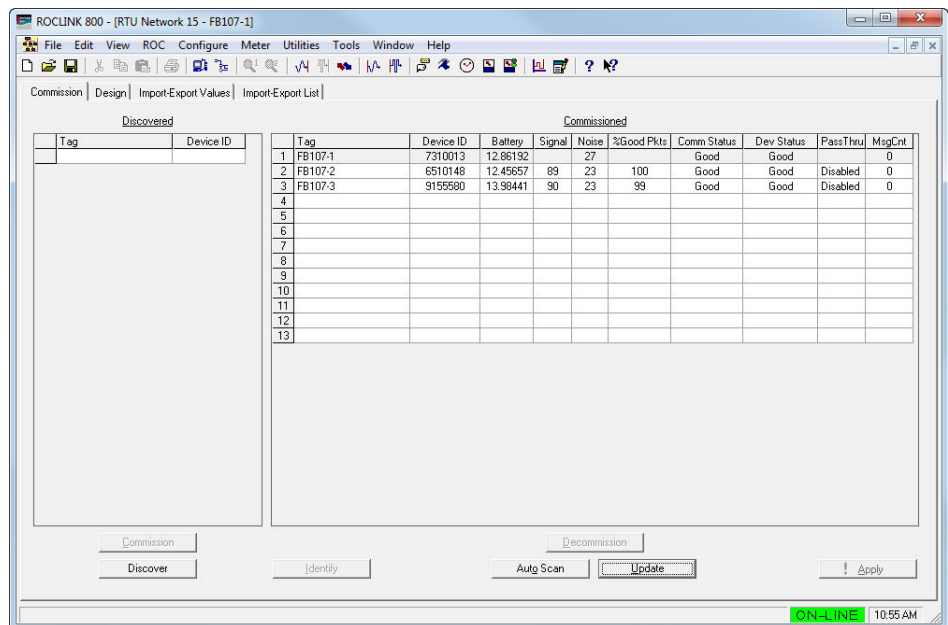 ROCLINK 800 - [RTU Network 15 - FB107-1]
File Edit View ROC Configure Meter Utilities Tools Window Help
Commission Design Import-Export Values Import-Export List
Discovered
Commissioned
Tag Device ID
Tag Device ID Battery Signal Noise %Good Pkts Comm Status Dev Status PassThru MsgCnt
1 FB107-1 7310013 12.86192 27 Good Good 0
2 FB107-2 6510148 12.45657 89 23 100 Good Good Disabled 0
3 FB107-3 9155580 13.98441 90 23 99 Good Good Disabled 0
4
5
6
7
8
9
10
11
12
13
Commission
Decommission
Discover
Identify
Auto Scan
Update
! Apply
ON-LINE 10:55 AM